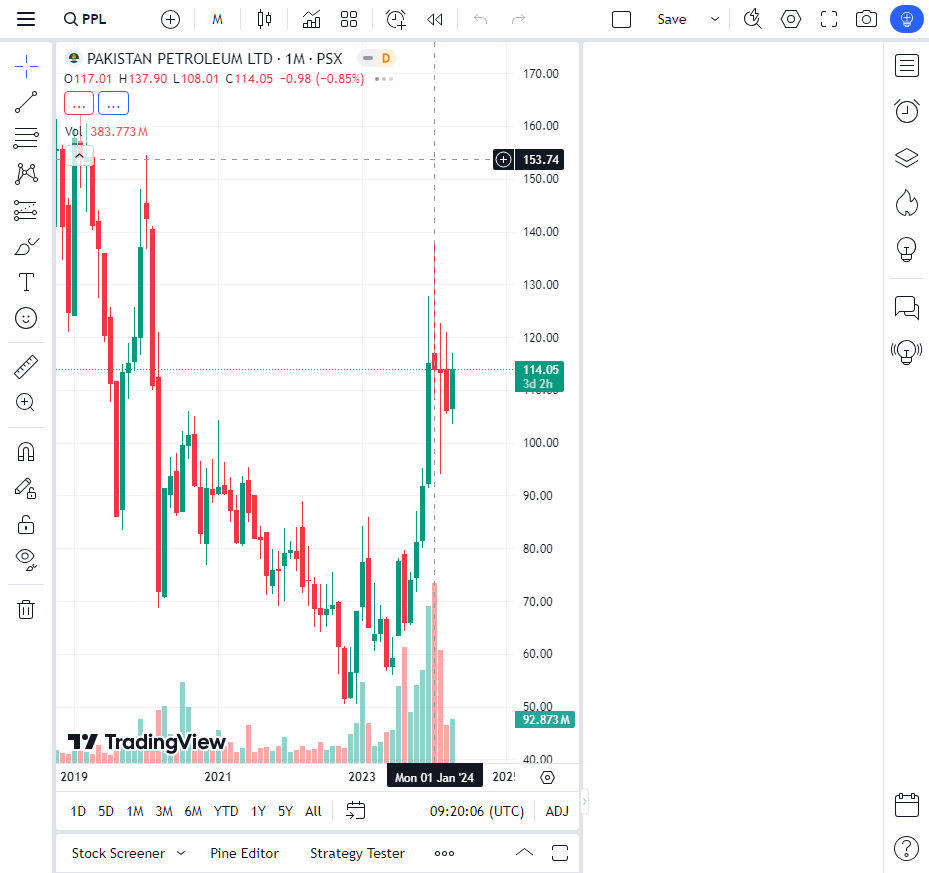 PPL
M
Save
PAKISTAN PETROLEUM LTD · 1M · PSX
D
O117.01 H137.90 L108.01 C114.05 −0.98 (−0.85%)
... ...
Vol 383.773M
170.00
160.00
153.74
150.00
140.00
130.00
120.00
114.05
3d 2h
100.00
90.00
80.00
70.00
60.00
50.00
92.873M
40.00
TradingView
2019 2021 2023 Mon 01 Jan '24
1D 5D 1M 3M 6M YTD 1Y 5Y All 09:20:06 (UTC) ADJ
Stock Screener Pine Editor Strategy Tester